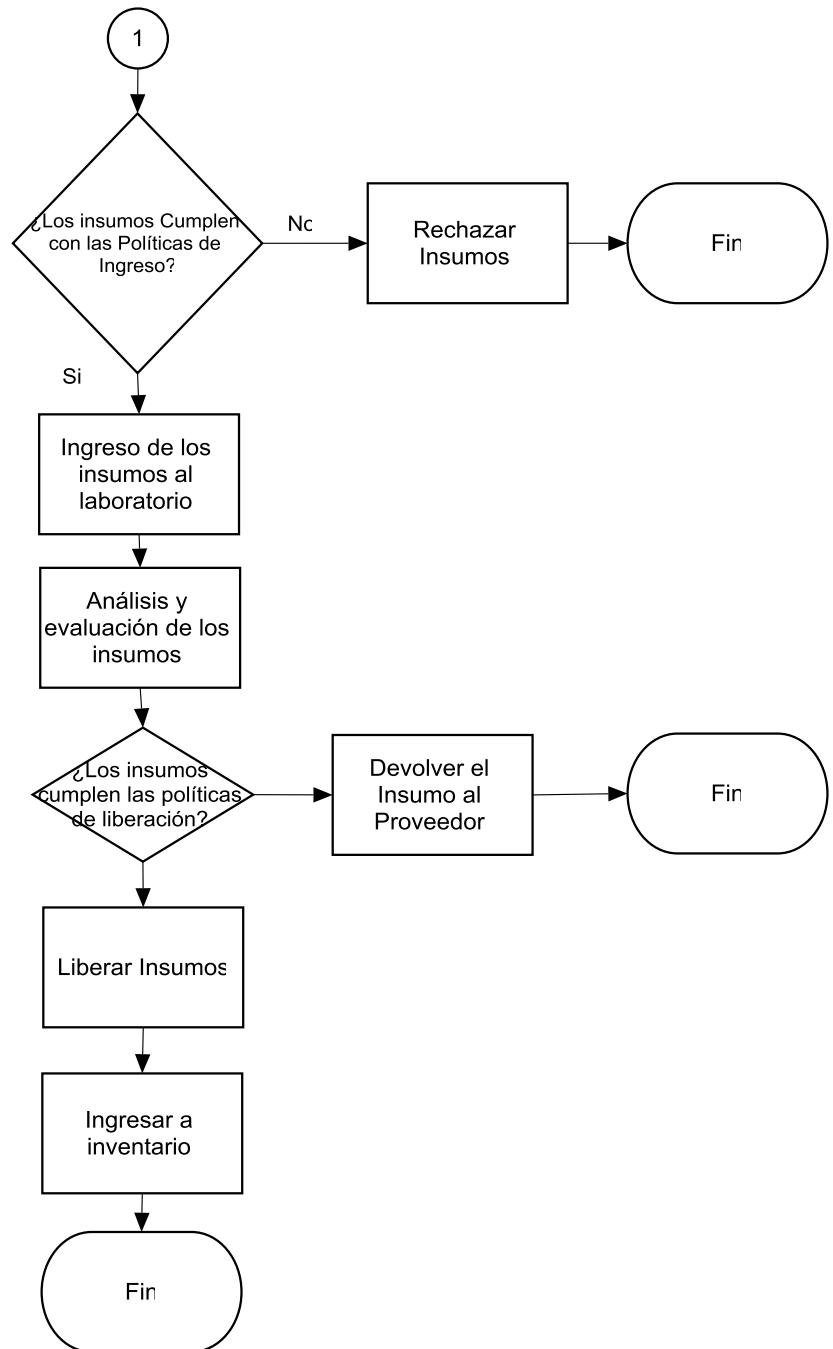 1
¿Los insumos Cumplen
con las Políticas de
Ingreso?
No
Rechazar
Insumos
Fin
Si
Ingreso de los
insumos al
laboratorio
Análisis y
evaluación de los
insumos
¿Los insumos
cumplen las políticas
de liberación?
Devolver el
Insumo al
Proveedor
Fin
Liberar Insumos
Ingresar a
inventario
Fin